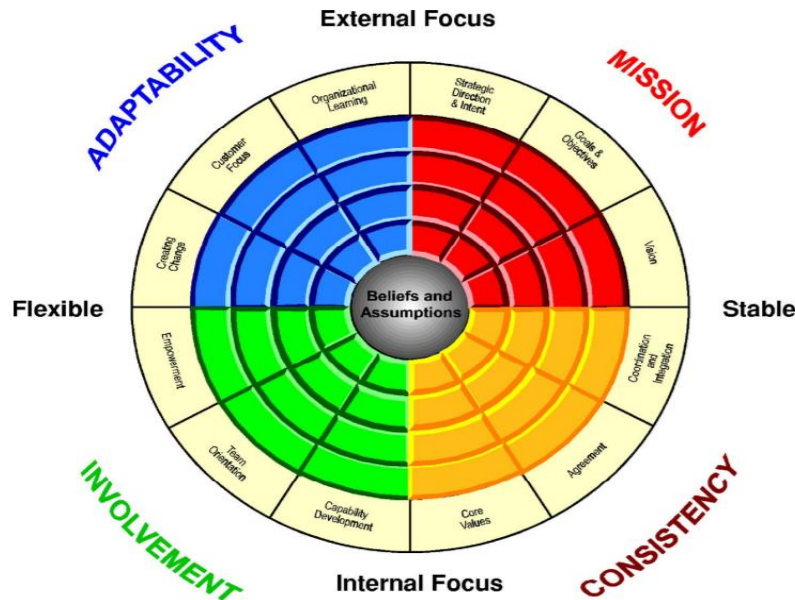 External Focus
ADAPTABILITY
MISSION
Organizational
Learning
Strategic
Direction
& Intent
Customer
Focus
Goals &
Objectives
Creating
Change
Vision
Flexible
Beliefs and
Assumptions
Stable
Empowerment
Coordination
and
Integration
Team
Orientation
Agreement
Capability
Development
Core
Values
INVOLVEMENT
CONSISTENCY
Internal Focus